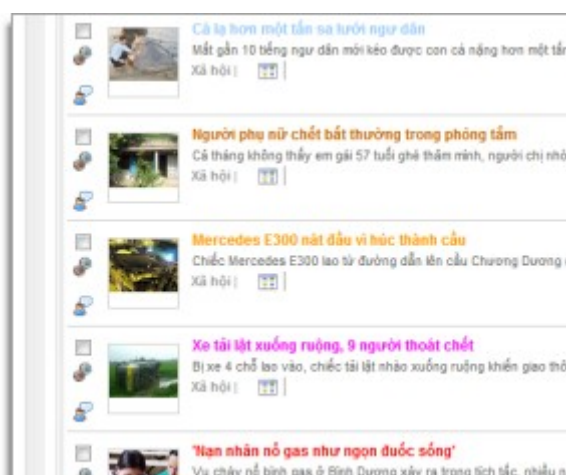 Cá lạ hơn một tấn sa lưới ngư dân
Mất gần 10 tiếng ngư dân mới kéo được con cá nặng hơn một tấn
Xã hội |
Người phụ nữ chết bất thường trong phòng tắm
Cả tháng không thấy em gái 57 tuổi ghé thăm mình, người chị nhờ
Xã hội |
Mercedes E300 nát đầu vì húc thành cầu
Chiếc Mercedes E300 lao từ đường dẫn lên cầu Chương Dương
Xã hội |
Xe tải lật xuống ruộng, 9 người thoát chết
Bị xe 4 chỗ lao vào, chiếc tải lật nhào xuống ruộng khiến giao thô
Xã hội |
'Nạn nhân nổ gas như ngọn đuốc sống'
Vụ cháy nổ bình gas ở Bình Dương xảy ra trong tích tắc, nhiều n